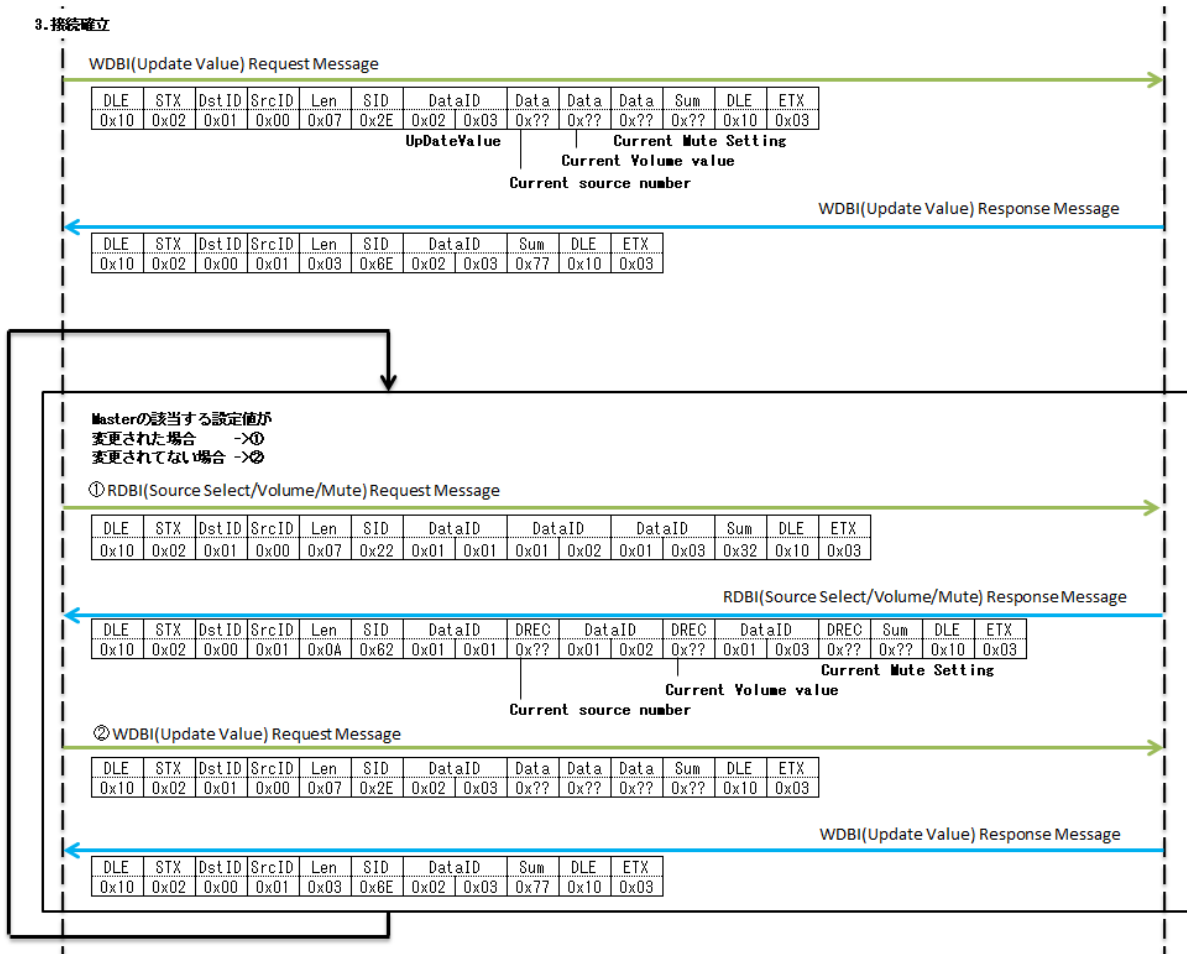 3.接続確立
WDBI(Update Value) Request Message
DLE STX DstID SrcID Len SID DataID Data Data Data Sum DLE ETX
0x10 0x02 0x01 0x00 0x07 0x2E 0x02 0x03 0x?? 0x?? 0x?? 0x?? 0x10 0x03
UpDateValue Current Mute Setting
Current Volume value
Current source number
WDBI(Update Value) Response Message
DLE STX DstID SrcID Len SID DataID Sum DLE ETX
0x10 0x02 0x00 0x01 0x03 0x6E 0x02 0x03 0x77 0x10 0x03
Masterの該当する設定値が
変更された場合 ->①
変更されてない場合 ->②
①RDBI(Source Select/Volume/Mute) Request Message
DLE STX DstID SrcID Len SID DataID DataID DataID Sum DLE ETX
0x10 0x02 0x01 0x00 0x07 0x22 0x01 0x01 0x01 0x02 0x01 0x03 0x32 0x10 0x03
RDBI(Source Select/Volume/Mute) Response Message
DLE STX DstID SrcID Len SID DataID DREC DataID DREC DataID DREC Sum DLE ETX
0x10 0x02 0x00 0x01 0x0A 0x62 0x01 0x01 0x?? 0x01 0x02 0x?? 0x01 0x03 0x?? 0x?? 0x10 0x03
Current Mute Setting
Current Volume value
Current source number
②WDBI(Update Value) Request Message
DLE STX DstID SrcID Len SID DataID Data Data Data Sum DLE ETX
0x10 0x02 0x01 0x00 0x07 0x2E 0x02 0x03 0x?? 0x?? 0x?? 0x?? 0x10 0x03
WDBI(Update Value) Response Message
DLE STX DstID SrcID Len SID DataID Sum DLE ETX
0x10 0x02 0x00 0x01 0x03 0x6E 0x02 0x03 0x77 0x10 0x03